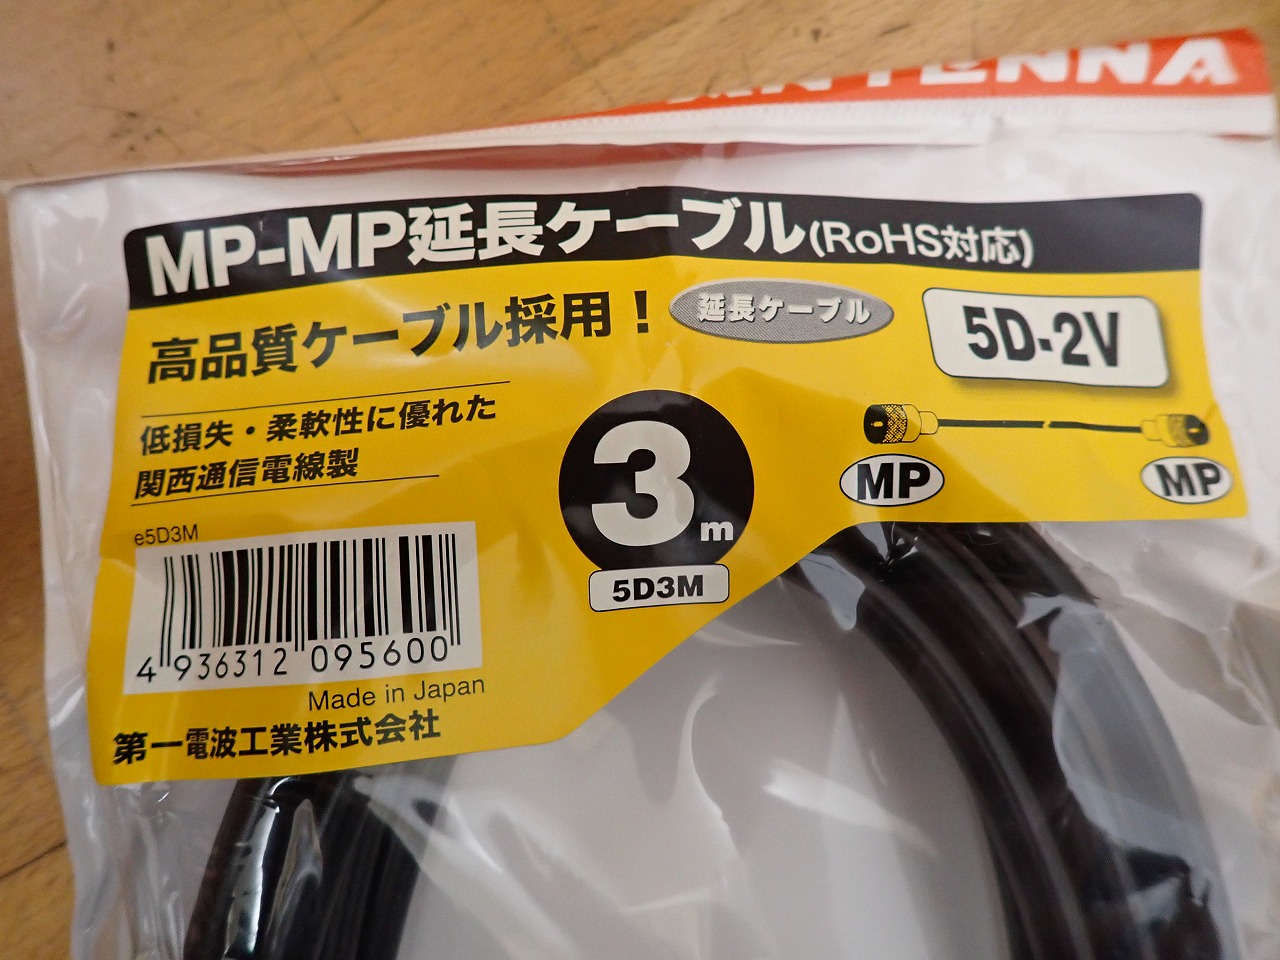 ANTENNA
MP-MP延長ケーブル(RoHS対応)
高品質ケーブル採用！
延長ケーブル
5D-2V
低損失・柔軟性に優れた
関西通信電線製
3m
5D3M
MP
MP
e5D3M
4 936312 095600
Made in Japan
第一電波工業株式会社